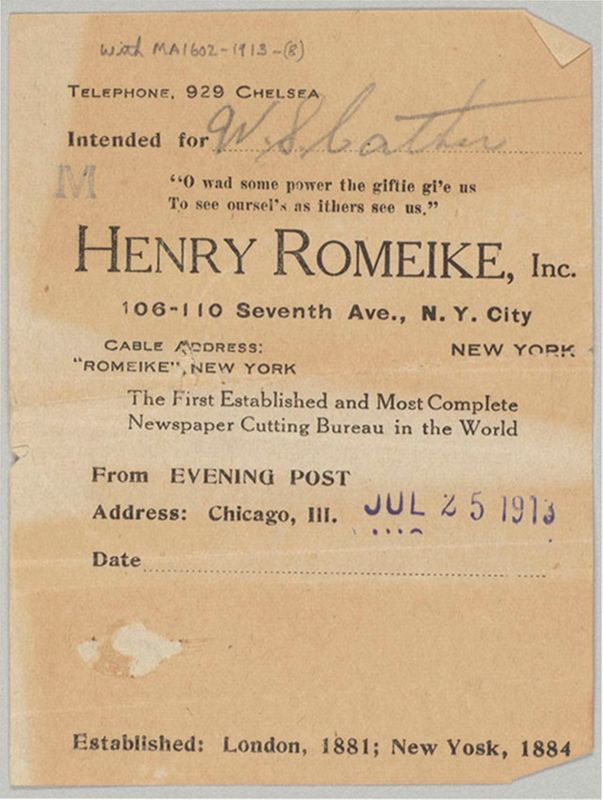 with MA1602-1913-(8)
TELEPHONE, 929 CHELSEA
Intended for W. S. Cather
M
"O wad some power the giftie gi'e us
To see oursel's as ithers see us."
HENRY ROMEIKE, Inc.
106-110 Seventh Ave., N. Y. City
CABLE ADDRESS:
NEW YORK
"ROMEIKE", NEW YORK
The First Established and Most Complete
Newspaper Cutting Bureau in the World
From EVENING POST
Address: Chicago, Ill.
JUL 25 1913
Date
Established: London, 1881; New Yosk, 1884